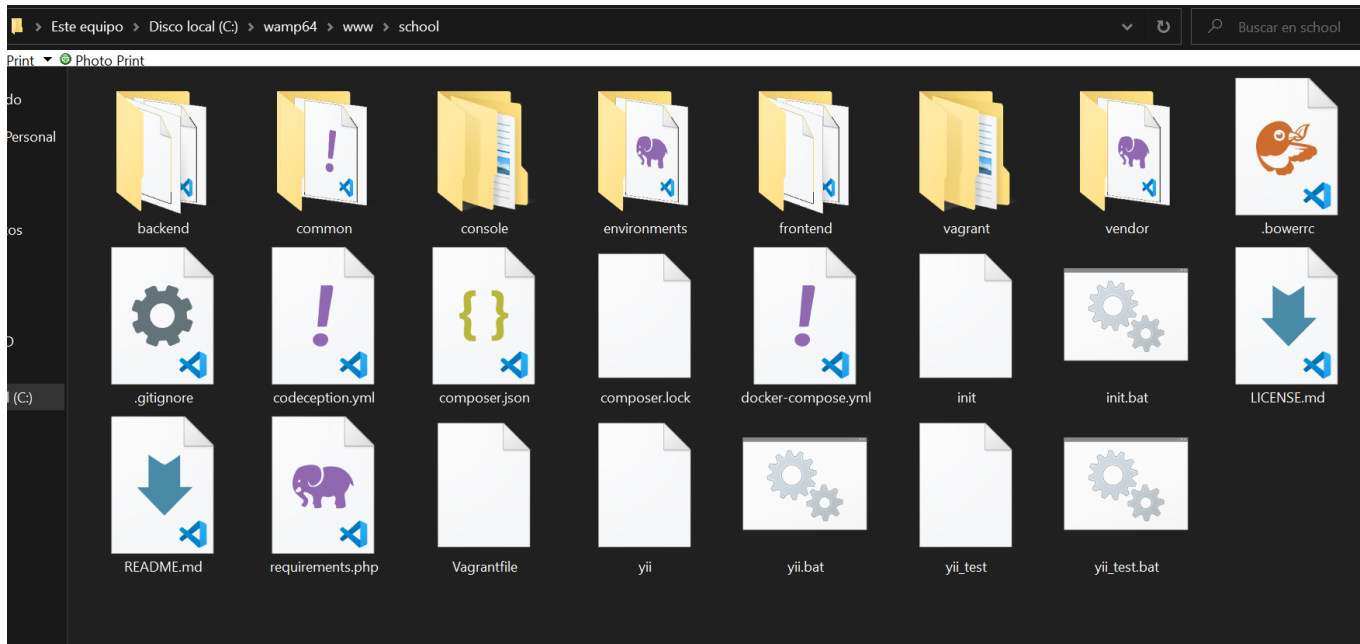 Este equipo > Disco local (C:) > wamp64 > www > school
Buscar en school
Print Photo Print
do
Personal
os
O
l (C:)
backend common console environments frontend vagrant vendor .bowerrc
.gitignore codeception.yml composer.json composer.lock docker-compose.yml init init.bat LICENSE.md
README.md requirements.php Vagrantfile yii yii.bat yii_test yii_test.bat